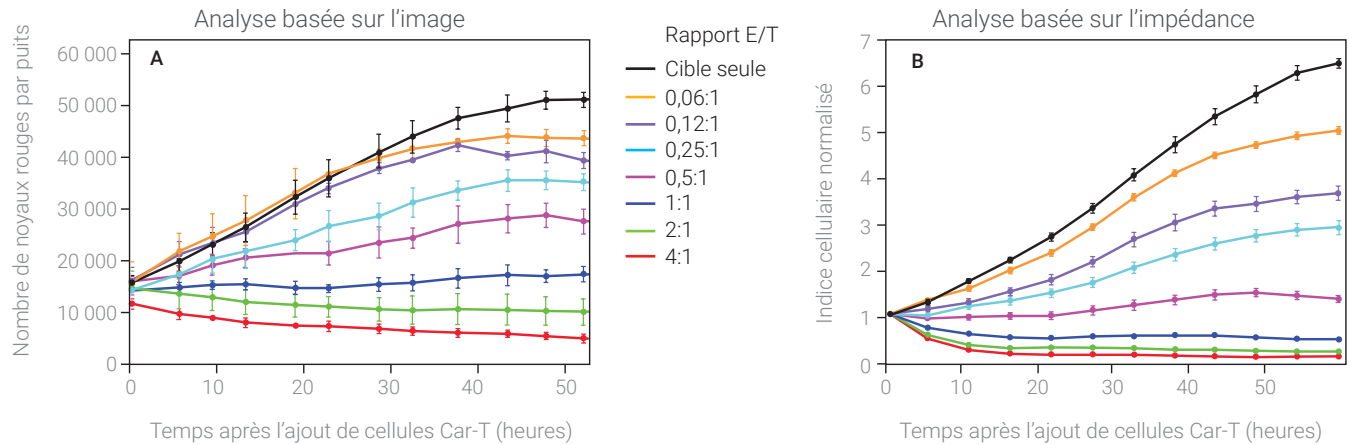 Analyse basée sur l'image
A
Nombre de noyaux rouges par puits
60 000
50 000
40 000
30 000
20 000
10 000
0
0 10 20 30 40 50
Temps après l'ajout de cellules Car-T (heures)
Rapport E/T
Cible seule
0,06:1
0,12:1
0,25:1
0,5:1
1:1
2:1
4:1
Analyse basée sur l'impédance
B
Indice cellulaire normalisé
7
6
5
4
3
2
1
0
0 10 20 30 40 50
Temps après l'ajout de cellules Car-T (heures)